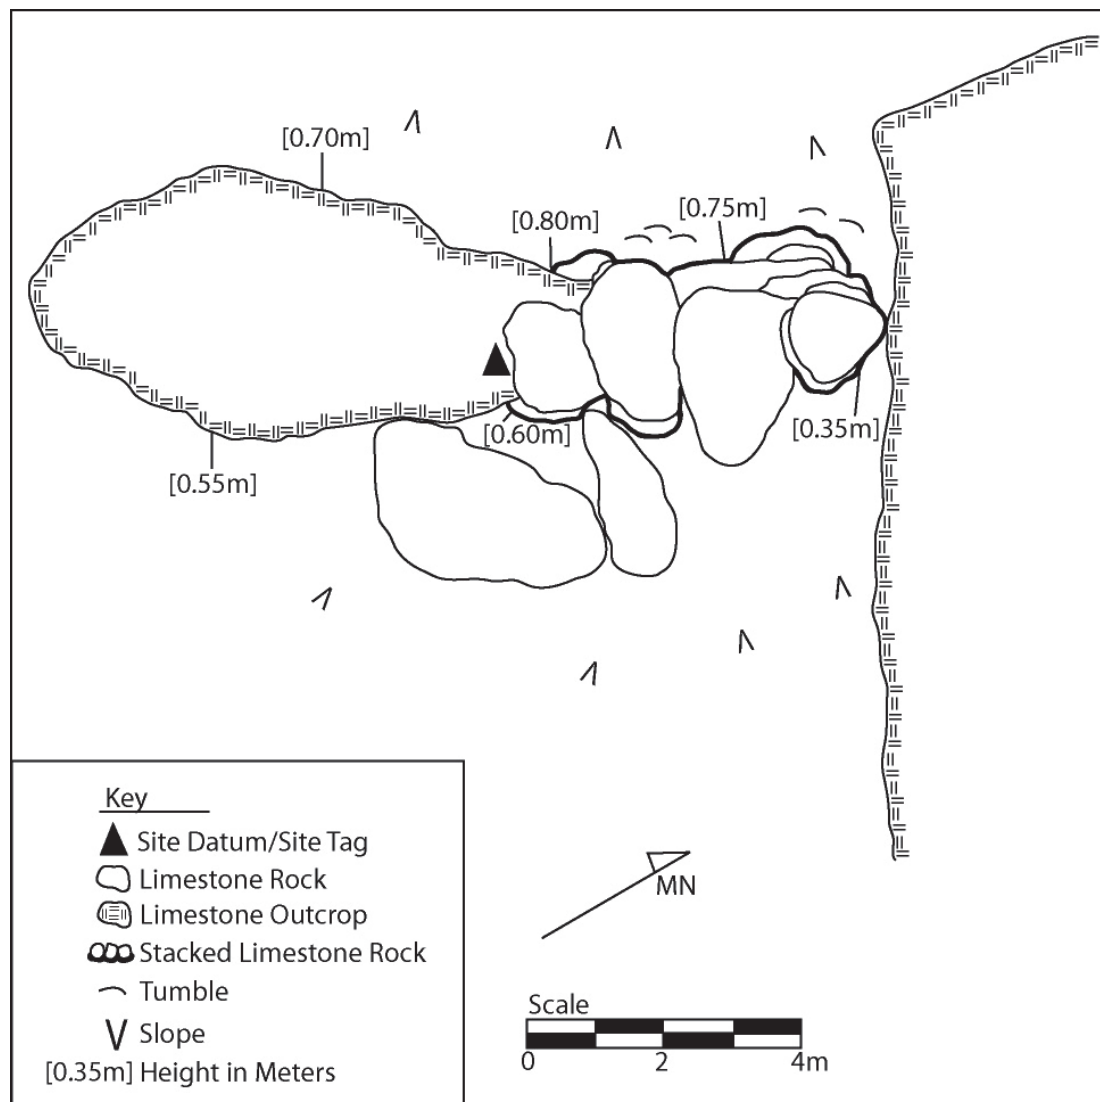 [0.70m]
[0.80m]
[0.75m]
[0.60m]
[0.35m]
[0.55m]
MN
Key
Site Datum/Site Tag
Limestone Rock
Limestone Outcrop
Stacked Limestone Rock
Tumble
Slope
[0.35m] Height in Meters
Scale
0 2 4m